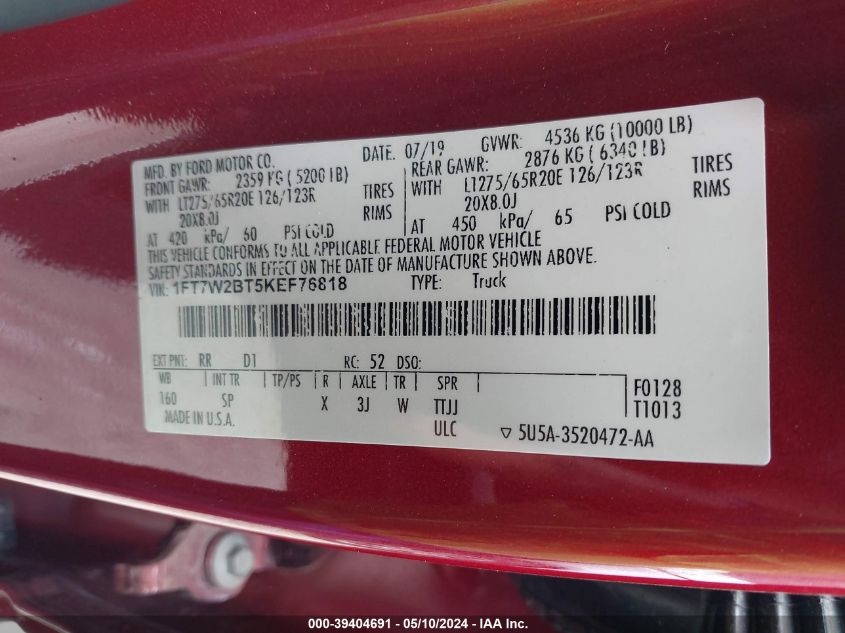 MFD. BY FORD MOTOR CO. DATE. 07/19 GVWR: 4536 KG (10000 LB)
FRONT GAWR: 2359 KG (5200 LB) REAR GAWR: 2876 KG (6340 LB)
WITH LT275/65R20E 126/123R TIRES WITH LT275/65R20E 126/123R TIRES
20X8.0J RIMS 20X8.0J RIMS
AT 420 kPa/ 60 PSI COLD AT 450 kPa/ 65 PSI COLD
THIS VEHICLE CONFORMS TO ALL APPLICABLE FEDERAL MOTOR VEHICLE
SAFETY STANDARDS IN EFFECT ON THE DATE OF MANUFACTURE SHOWN ABOVE.
VIN: 1FT7W2BT5KEF76818 TYPE: Truck
EXT PNT: RR D1 RC: 52 DSO:
WB INT TR TP/PS R AXLE TR SPR F0128
160 SP X 3J W TTJJ T1013
MADE IN U.S.A. ULC ▽ 5U5A-3520472-AA
000-39404691 - 05/10/2024 - IAA Inc.